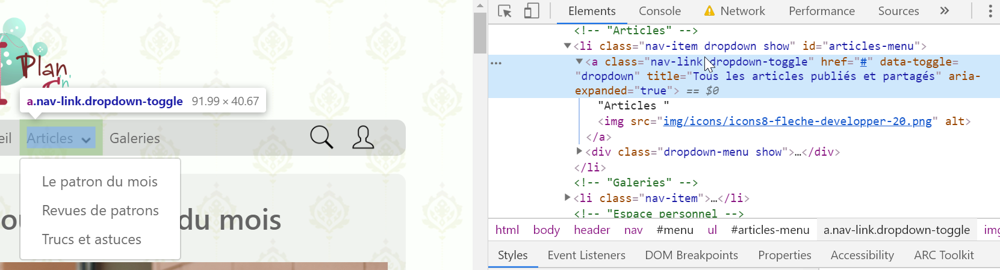 Plan
'n'
a.nav-link.dropdown-toggle 91.99 × 40.67
eil Articles Galeries
Le patron du mois
Revues de patrons
Trucs et astuces
du mois
Elements Console Network Performance Sources
<!-- "Articles" -->
<li class="nav-item dropdown show" id="articles-menu">
<a class="nav-link dropdown-toggle" href="#" data-toggle=
"dropdown" title="Tous les articles publiés et partagés" aria-
expanded="true"> == $0
"Articles "
<img src="img/icons/icons8-fleche-developper-20.png" alt>
</a>
<div class="dropdown-menu show">…</div>
</li>
<!-- "Galeries" -->
<li class="nav-item">…</li>
<!-- "Espace personnel -->
html body header nav #menu ul #articles-menu a.nav-link.dropdown-toggle img
Styles Event Listeners DOM Breakpoints Properties Accessibility ARC Toolkit